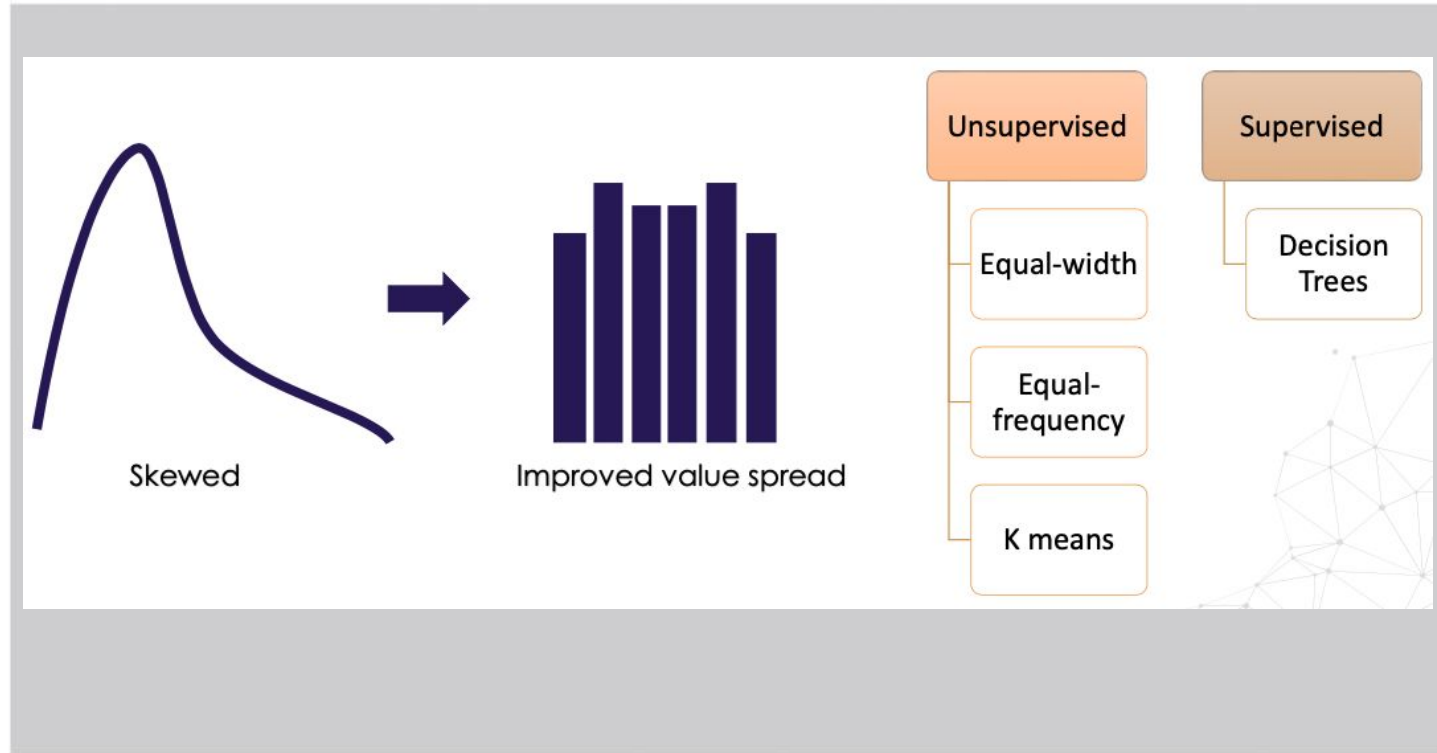 Skewed
Improved value spread
Unsupervised
Equal-width
Equal-
frequency
K means
Supervised
Decision
Trees